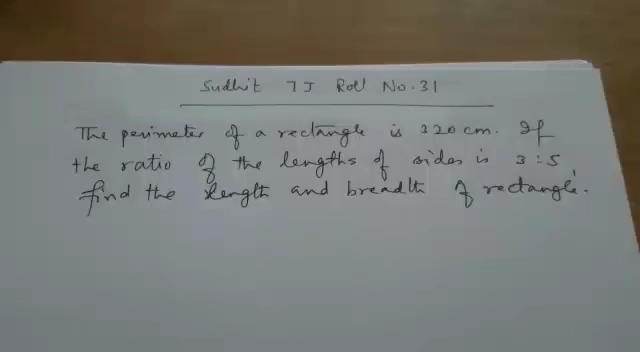 Sudhit 7J Roll No. 31
The perimeter of a rectangle is 320 cm. If
the ratio of the lengths of sides is 3:5
find the length and breadth of rectangle.